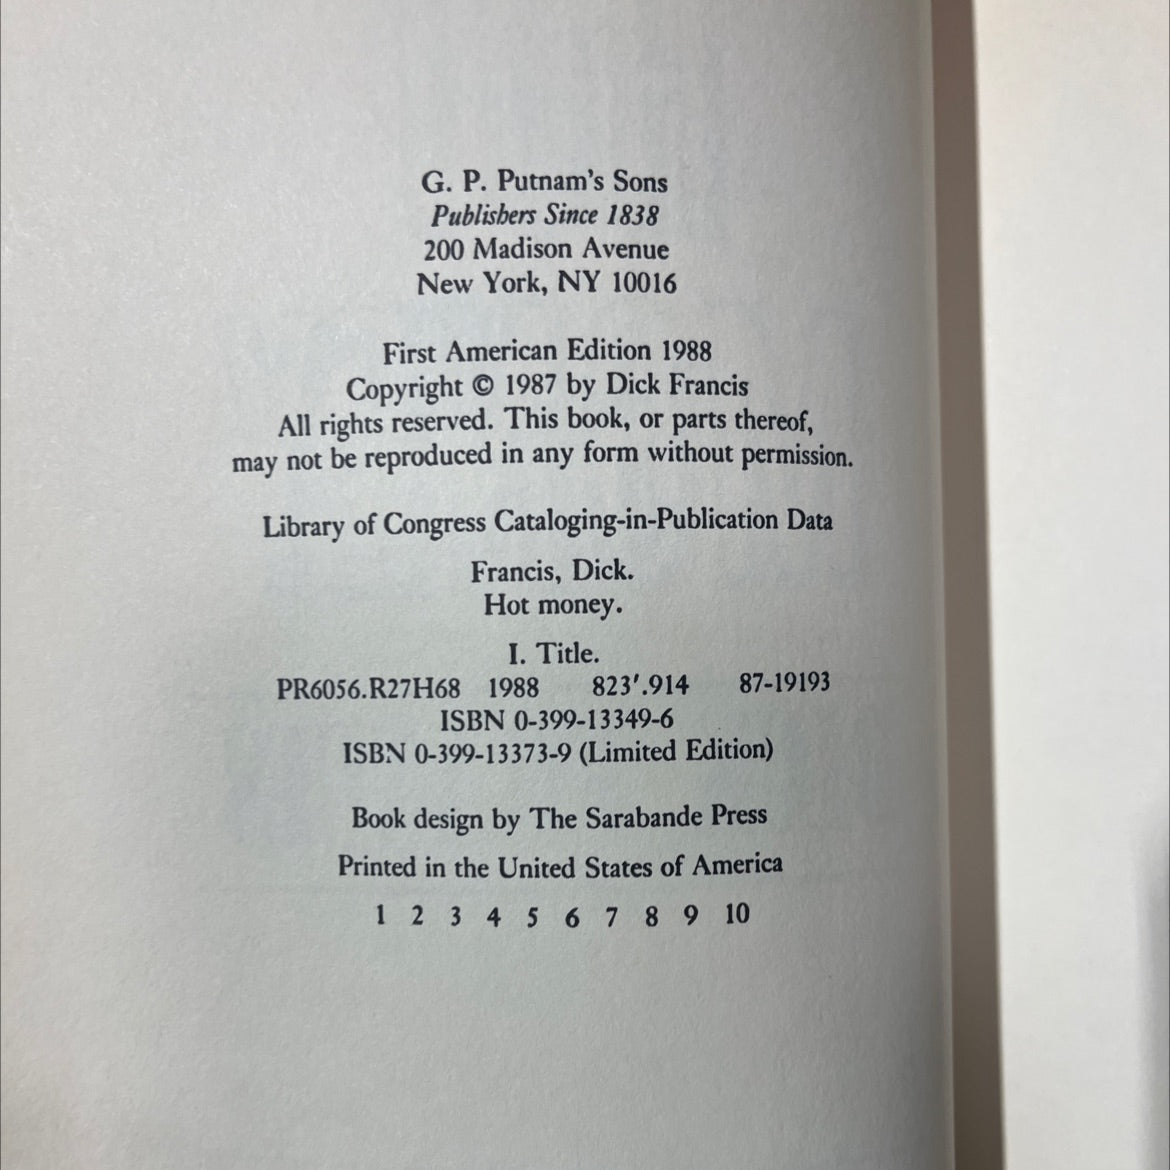 G. P. Putnam's Sons
Publishers Since 1838
200 Madison Avenue
New York, NY 10016
First American Edition 1988
Copyright © 1987 by Dick Francis
All rights reserved. This book, or parts thereof,
may not be reproduced in any form without permission.
Library of Congress Cataloging-in-Publication Data
Francis, Dick.
Hot money.
I. Title.
PR6056.R27H68 1988 823′.914 87-19193
ISBN 0-399-13349-6
ISBN 0-399-13373-9 (Limited Edition)
Book design by The Sarabande Press
Printed in the United States of America
1 2 3 4 5 6 7 8 9 10